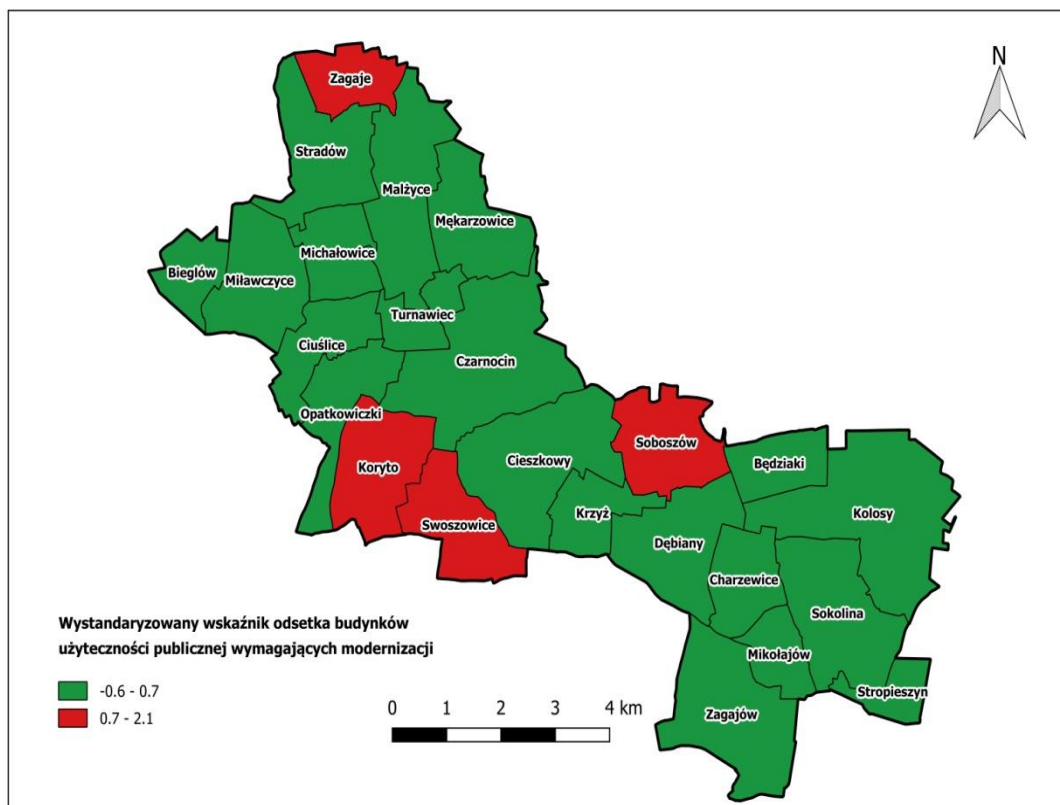 N
Zagaje
Stradów
Malżyce
Mękarzowice
Michałowice
Bieglów
Miławczyce
Turnawiec
Ciuślice
Czarnocin
Opatkowiczki
Soboszów
Koryto
Cieszkowy
Będziaki
Krzyż
Kolosy
Swoszowice
Dębiany
Charzewice
Sokolina
Mikołajów
Stropieszyn
Zagajów
Wystandaryzowany wskaźnik odsetka budynków
użyteczności publicznej wymagających modernizacji
-0.6 - 0.7
0.7 - 2.1
0 1 2 3 4 km